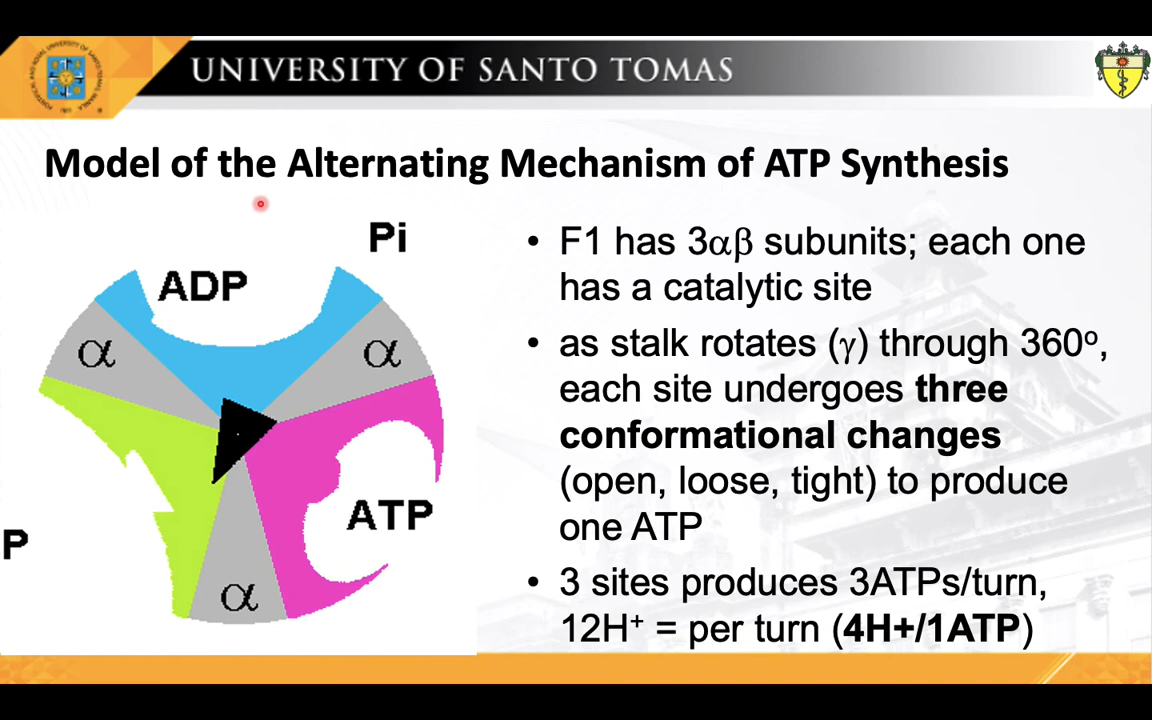 UNIVERSITY OF SANTO TOMAS
Model of the Alternating Mechanism of ATP Synthesis
Pi
ADP
α
α
ATP
P
α
• F1 has 3αβ subunits; each one
has a catalytic site
• as stalk rotates (γ) through 360º,
each site undergoes three
conformational changes
(open, loose, tight) to produce
one ATP
• 3 sites produces 3ATPs/turn,
12H⁺ = per turn (4H+/1ATP)